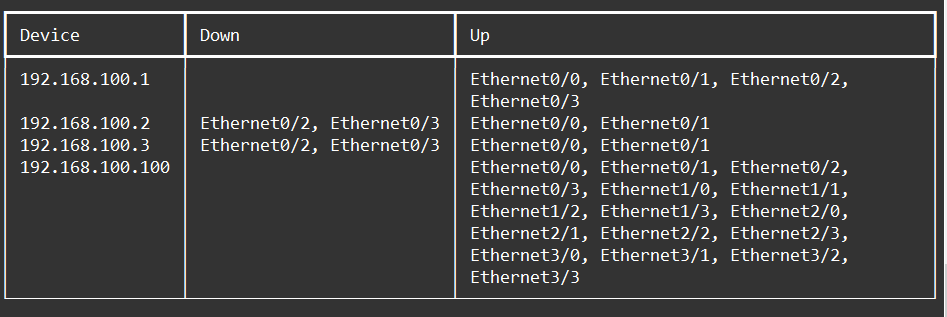 Device Down Up
192.168.100.1 Ethernet0/0, Ethernet0/1, Ethernet0/2,
Ethernet0/3
192.168.100.2 Ethernet0/2, Ethernet0/3 Ethernet0/0, Ethernet0/1
192.168.100.3 Ethernet0/2, Ethernet0/3 Ethernet0/0, Ethernet0/1
192.168.100.100 Ethernet0/0, Ethernet0/1, Ethernet0/2,
Ethernet0/3, Ethernet1/0, Ethernet1/1,
Ethernet1/2, Ethernet1/3, Ethernet2/0,
Ethernet2/1, Ethernet2/2, Ethernet2/3,
Ethernet3/0, Ethernet3/1, Ethernet3/2,
Ethernet3/3